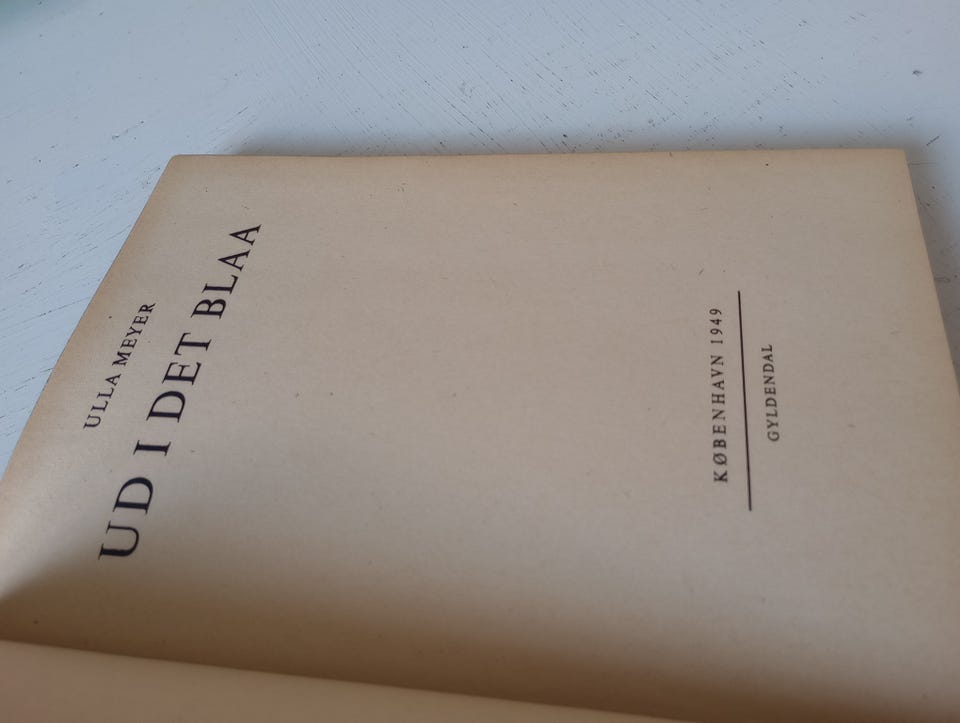 ULLA MEYER
UD I DET BLAA
KØBENHAVN 1949
GYLDENDAL